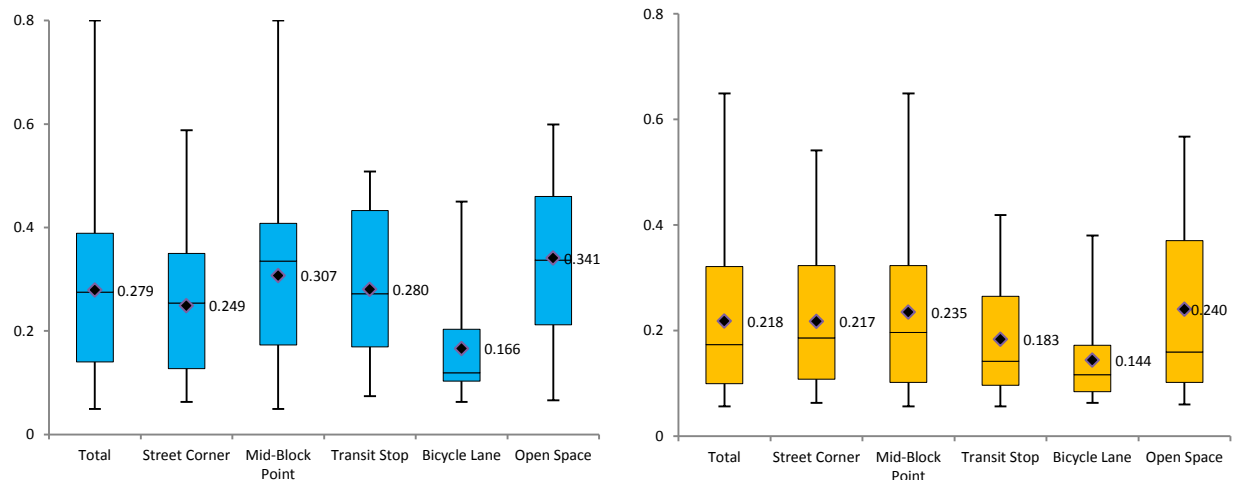 0.8
0.6
0.4
0.2
0
0.279
0.249
0.307
0.280
0.166
0.341
Total
Street Corner
Mid-Block
Point
Transit Stop
Bicycle Lane
Open Space
0.8
0.6
0.4
0.2
0
0.218
0.217
0.235
0.183
0.144
0.240
Total
Street Corner
Mid-Block
Point
Transit Stop
Bicycle Lane
Open Space